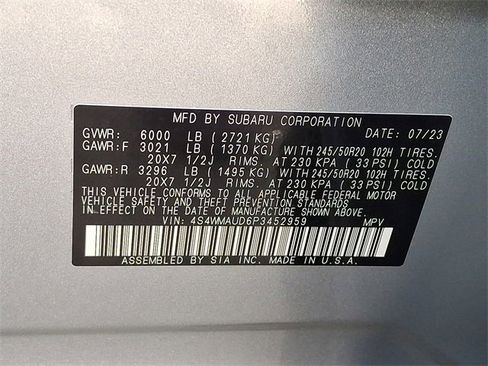 MFD BY SUBARU CORPORATION
GVWR: 6000 LB ( 2721 KG) DATE: 07/23
GAWR:F 3021 LB ( 1370 KG) WITH 245/50R20 102H TIRES.
20X7 1/2J RIMS. AT 230 KPA ( 33 PSI) COLD
GAWR:R 3296 LB ( 1495 KG) WITH 245/50R20 102H TIRES.
20X7 1/2J RIMS. AT 230 KPA ( 33 PSI) COLD
THIS VEHICLE CONFORMS TO ALL APPLICABLE FEDERAL MOTOR
VEHICLE SAFETY AND THEFT PREVENTION STANDARDS
IN EFFECT ON THE DATE OF MANUFACTURE SHOWN ABOVE.
VIN: 4S4WMAUD6P3452959 MPV
ASSEMBLED BY SIA INC. MADE IN U.S.A.